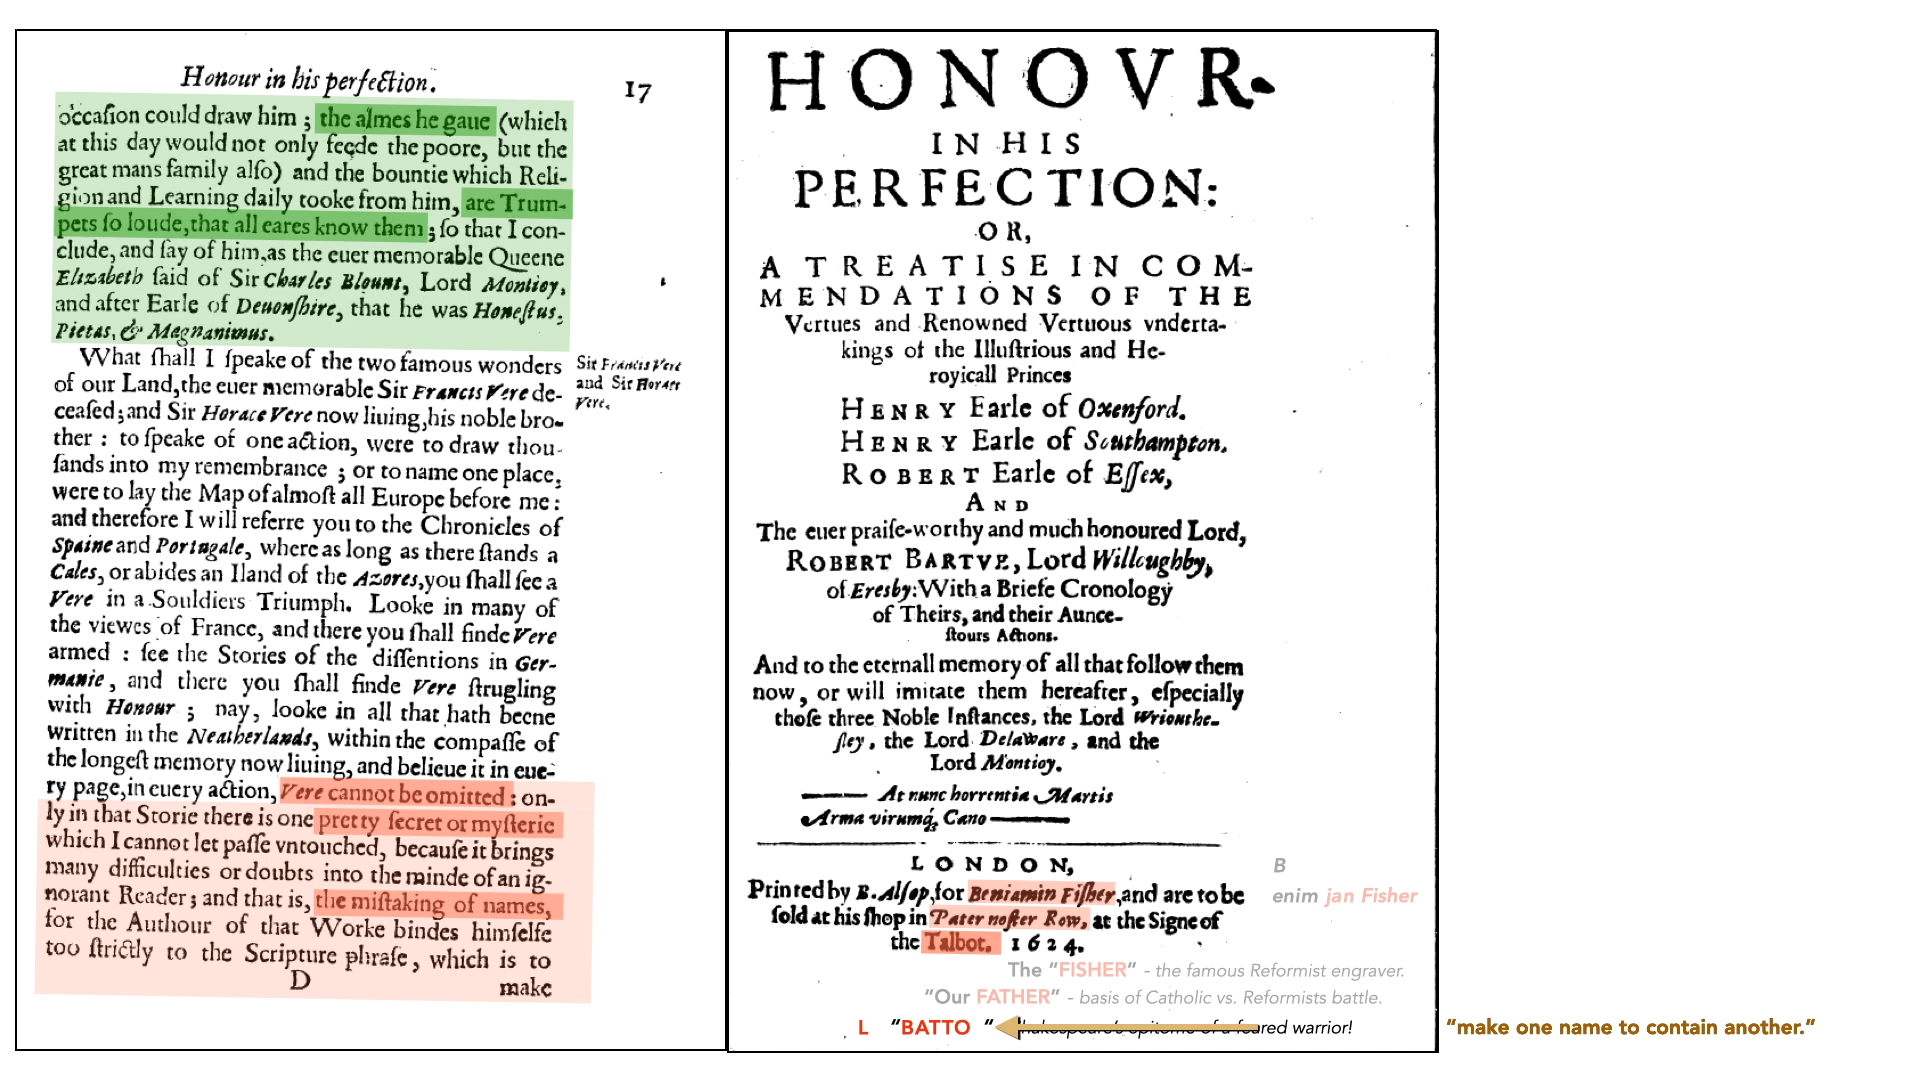 Honour in his perfection.
17
occasion could draw him ; the almes he gaue (which
at this day would not only feede the poore, but the
great mans family also) and the bountie which Reli-
gion and Learning daily tooke from him, are Trum-
pets so loude, that all eares know them ; so that I con-
clude, and say of him, as the euer memorable Queene
Elizabeth said of Sir Charles Blount, Lord Montioy,
and after Earle of Deuonshire, that he was Honestus,
Pietas, & Magnanimus.
What shall I speake of the two famous wonders
of our Land, the euer memorable Sir Francis Vere de-
ceased; and Sir Horace Vere now liuing, his noble bro-
ther : to speake of one action, were to draw thou-
sands into my remembrance ; or to name one place,
were to lay the Map of almost all Europe before me :
and therefore I will referre you to the Chronicles of
Spaine and Portugale, where as long as there stands a
Cales, or abides an Iland of the Azores, you shall see a
Vere in a Souldiers Triumph. Looke in many of
the viewes of France, and there you shall finde Vere
armed : see the Stories of the dissentions in Ger-
manie, and there you shall finde Vere strugling
with Honour ; nay, looke in all that hath beene
written in the Neatherlands, within the compasse of
the longest memory now liuing, and belieue it in eue-
ry page, in euery action, Vere cannot be omitted : on-
ly in that Storie there is one pretty secret or mysterie
which I cannot let passe vntouched, because it brings
many difficulties or doubts into the minde of an ig-
norant Reader; and that is, the mistaking of names,
for the Authour of that Worke bindes himselfe
too strictly to the Scripture phrase, which is to
D
make
Sir Francis Vere
and Sir Horace
Vere.
HONOVR.
IN HIS
PERFECTION:
OR,
A TREATISE IN COM-
MENDATIONS OF THE
Vertues and Renowned Vertuous vnderta-
kings of the Illustrious and He-
royicall Princes
HENRY Earle of Oxenford.
HENRY Earle of Southampton.
ROBERT Earle of Essex,
AND
The euer praise-worthy and much honoured Lord,
ROBERT BARTVE, Lord Willoughby,
of Eresby: With a Briefe Cronology
of Theirs, and their Aunce-
stours Actions.
And to the eternall memory of all that follow them
now, or will imitate them hereafter, especially
those three Noble Instances, the Lord Wriouthe-
sley, the Lord Delaware, and the
Lord Montioy.
At nunc horrentia Martis
Arma virumq; Cano
LONDON,
Printed by B. Alsop, for Beniamin Fisher, and are to be
sold at his shop in Pater noster Row, at the Signe of
the Talbot. 1624.
B
enim jan Fisher
The “FISHER” - the famous Reformist engraver.
“Our FATHER” - basis of Catholic vs. Reformists battle.
L “BATTO ” hakespeare's epitome of a feared warrior!
“make one name to contain another.”